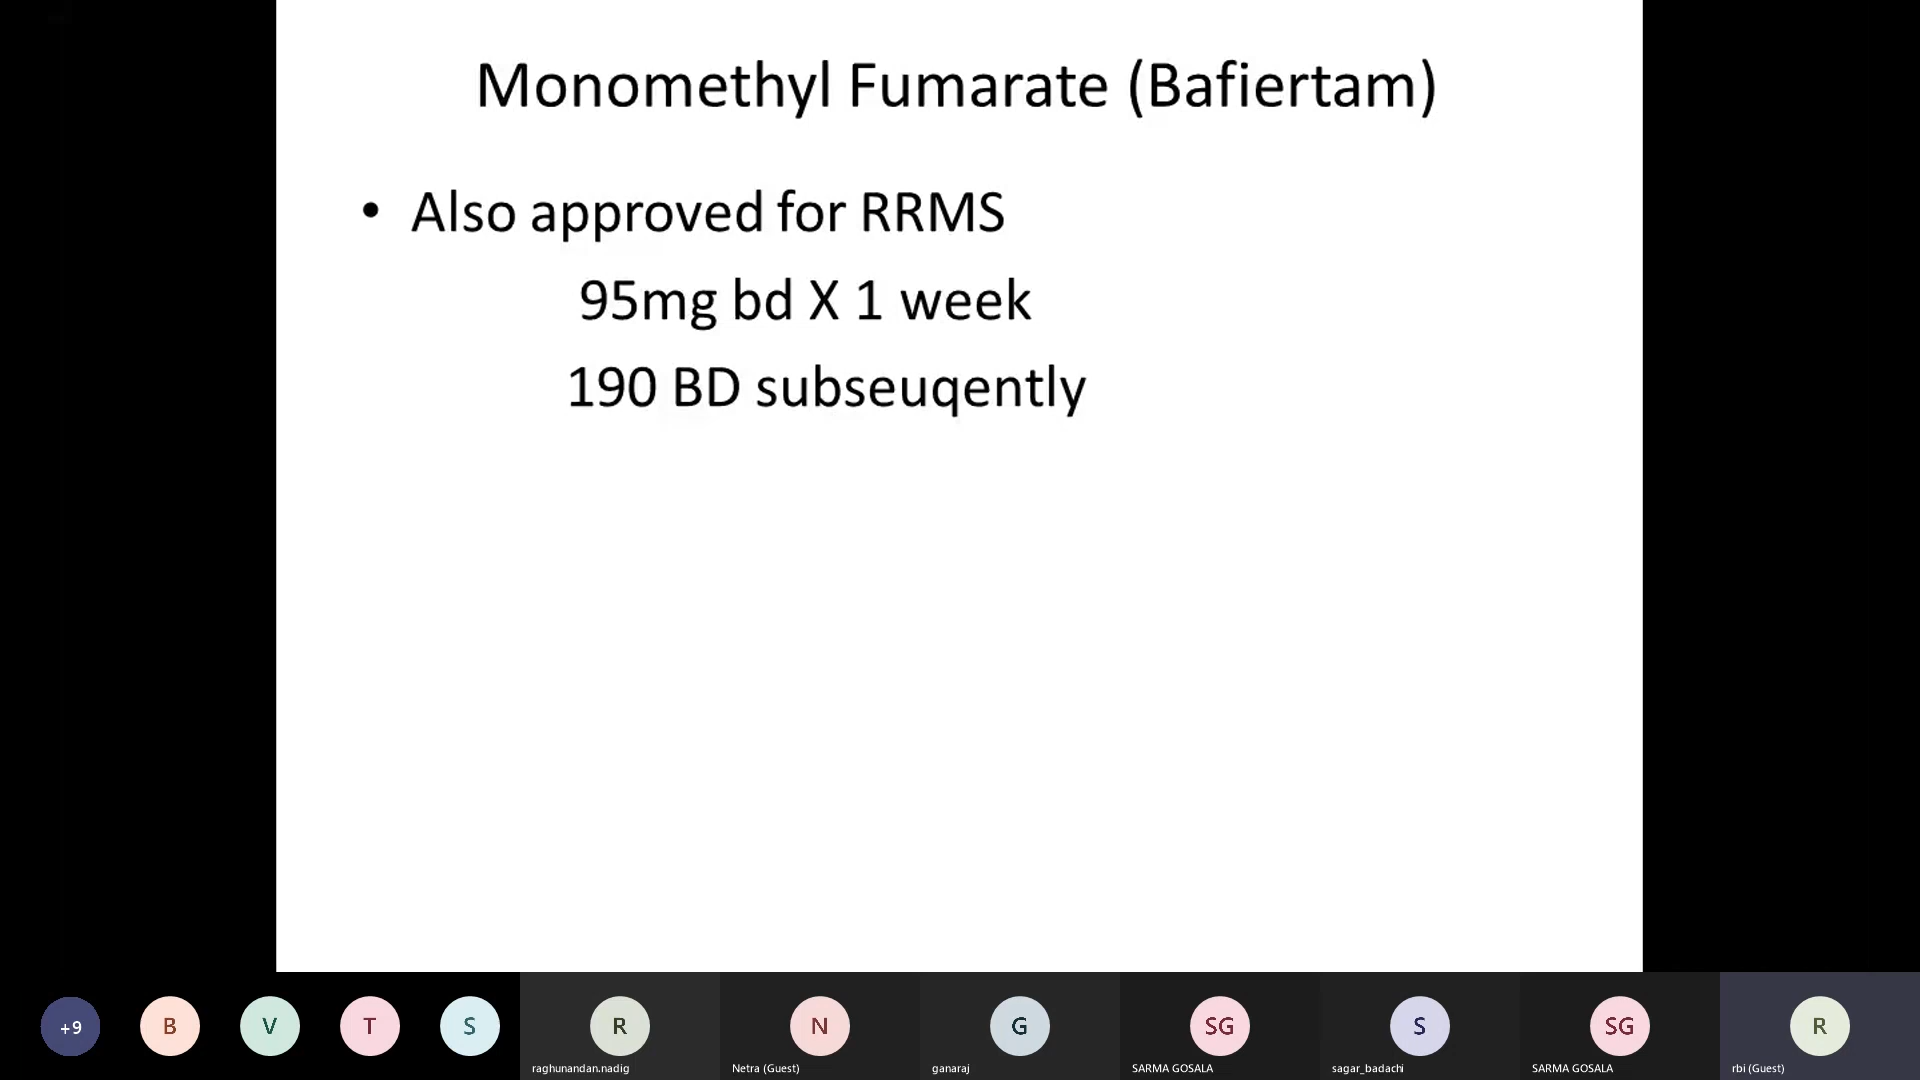 Monomethyl Fumarate (Bafiertam)
• Also approved for RRMS
95mg bd X 1 week
190 BD subseuqently
+9
B
V
T
S
R
N
G
SG
S
SG
R
raghunandan.nadig
Netra (Guest)
ganaraj
SARMA GOSALA
sagar_badachi
SARMA GOSALA
rbi (Guest)